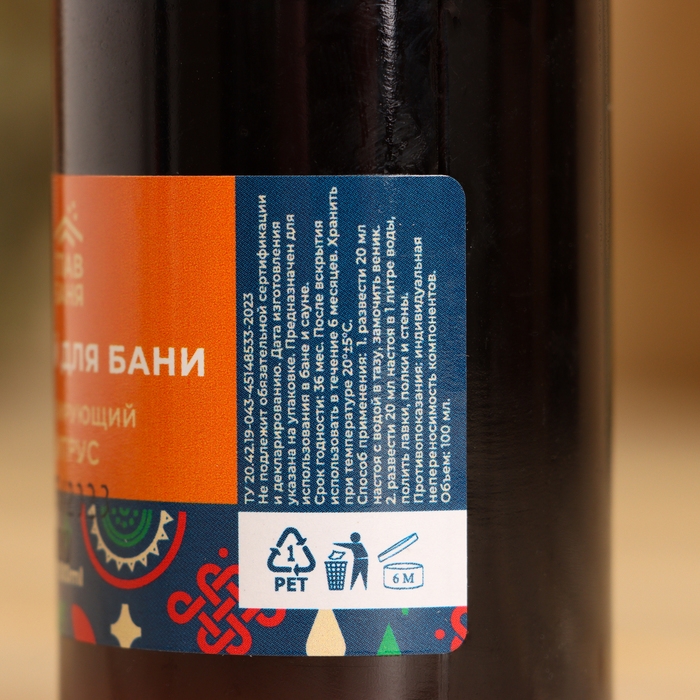 ДЛЯ БАНИ
ТУ 20.42.19-043-45148533-2023
Не подлежит обязательной сертификации
и декларированию. Дата изготовления
указана на упаковке. Предназначен для
использования в бане и сауне.
Срок годности: 36 мес. После вскрытия
использовать в течение 6 месяцев. Хранить
при температуре 20°±5°С.
Способ применения: 1. развести 20 мл
настоя с водой в тазу, замочить веник.
2. развести 20 мл настоя в 1 литре воды,
полить лавки, полки и стены.
Противопоказания: индивидуальная
непереносимость компонентов.
Объем: 100 мл.
1
PET
6 М